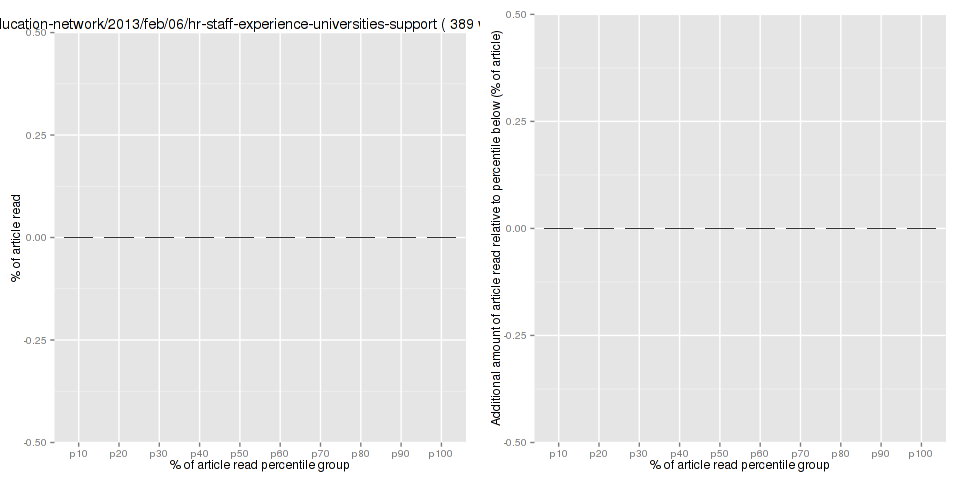 lucation-network/2013/feb/06/hr-staff-experience-universities-support ( 389 v
0.50
0.25
0.00
-0.25
-0.50
% of article read
p10 p20 p30 p40 p50 p60 p70 p80 p90 p100
% of article read percentile group
0.50
0.25
0.00
-0.25
-0.50
Additional amount of article read relative to percentile below (% of article)
p10 p20 p30 p40 p50 p60 p70 p80 p90 p100
% of article read percentile group